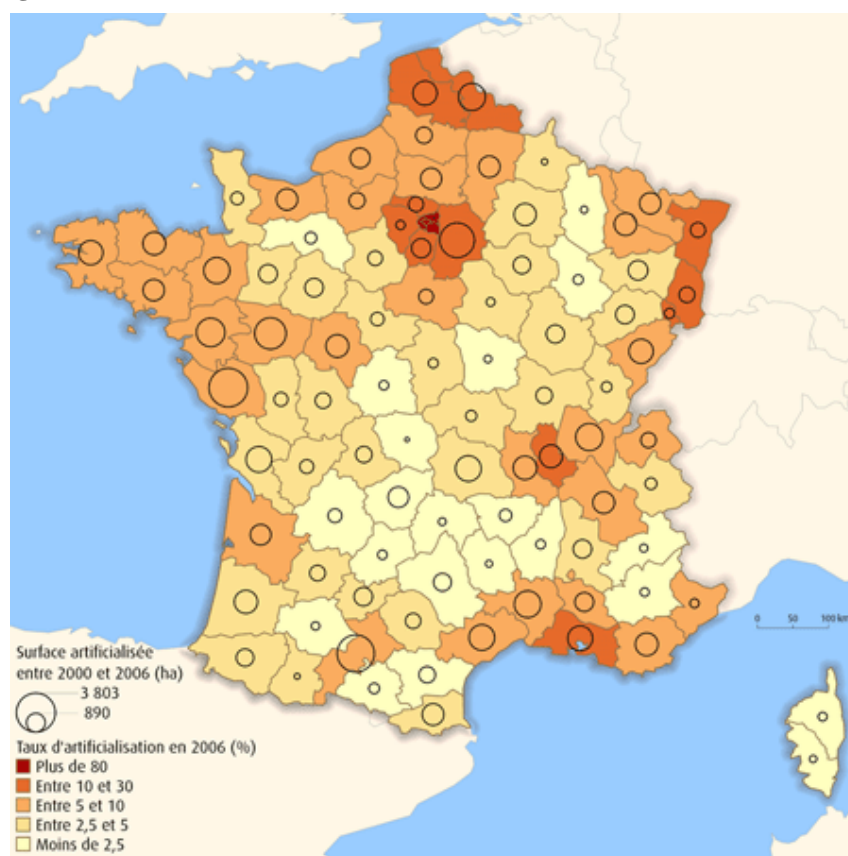 0 50 100 km
Surface artificialisée
entre 2000 et 2006 (ha)
3 803
890
Taux d'artificialisation en 2006 (%)
Plus de 80
Entre 10 et 30
Entre 5 et 10
Entre 2,5 et 5
Moins de 2,5